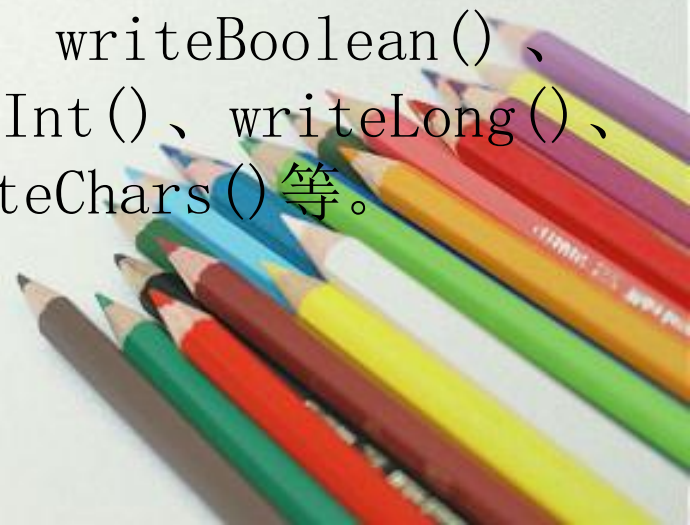 writeBoolean()、
Int()、writeLong()、
teChars()等。